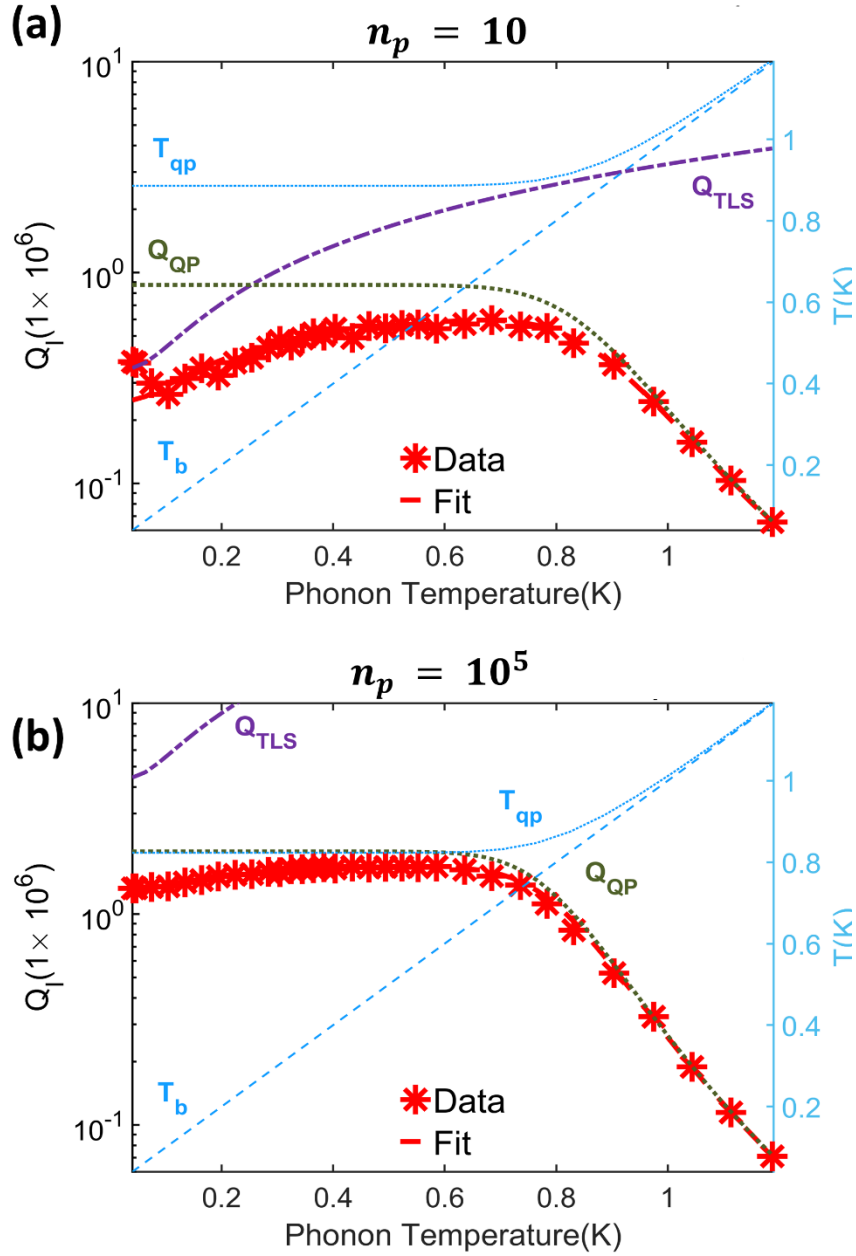 (a)
n_p = 10
10^1
10^0
10^-1
Q_I(1 × 10^6)
T_qp
Q_TLS
Q_QP
T_b
Data
Fit
1
0.8
0.6
0.4
0.2
T(K)
0.2 0.4 0.6 0.8 1
Phonon Temperature(K)
(b)
n_p = 10^5
10^1
10^0
10^-1
Q_I(1 × 10^6)
Q_TLS
T_qp
Q_QP
T_b
Data
Fit
1
0.8
0.6
0.4
0.2
T(K)
0.2 0.4 0.6 0.8 1
Phonon Temperature(K)